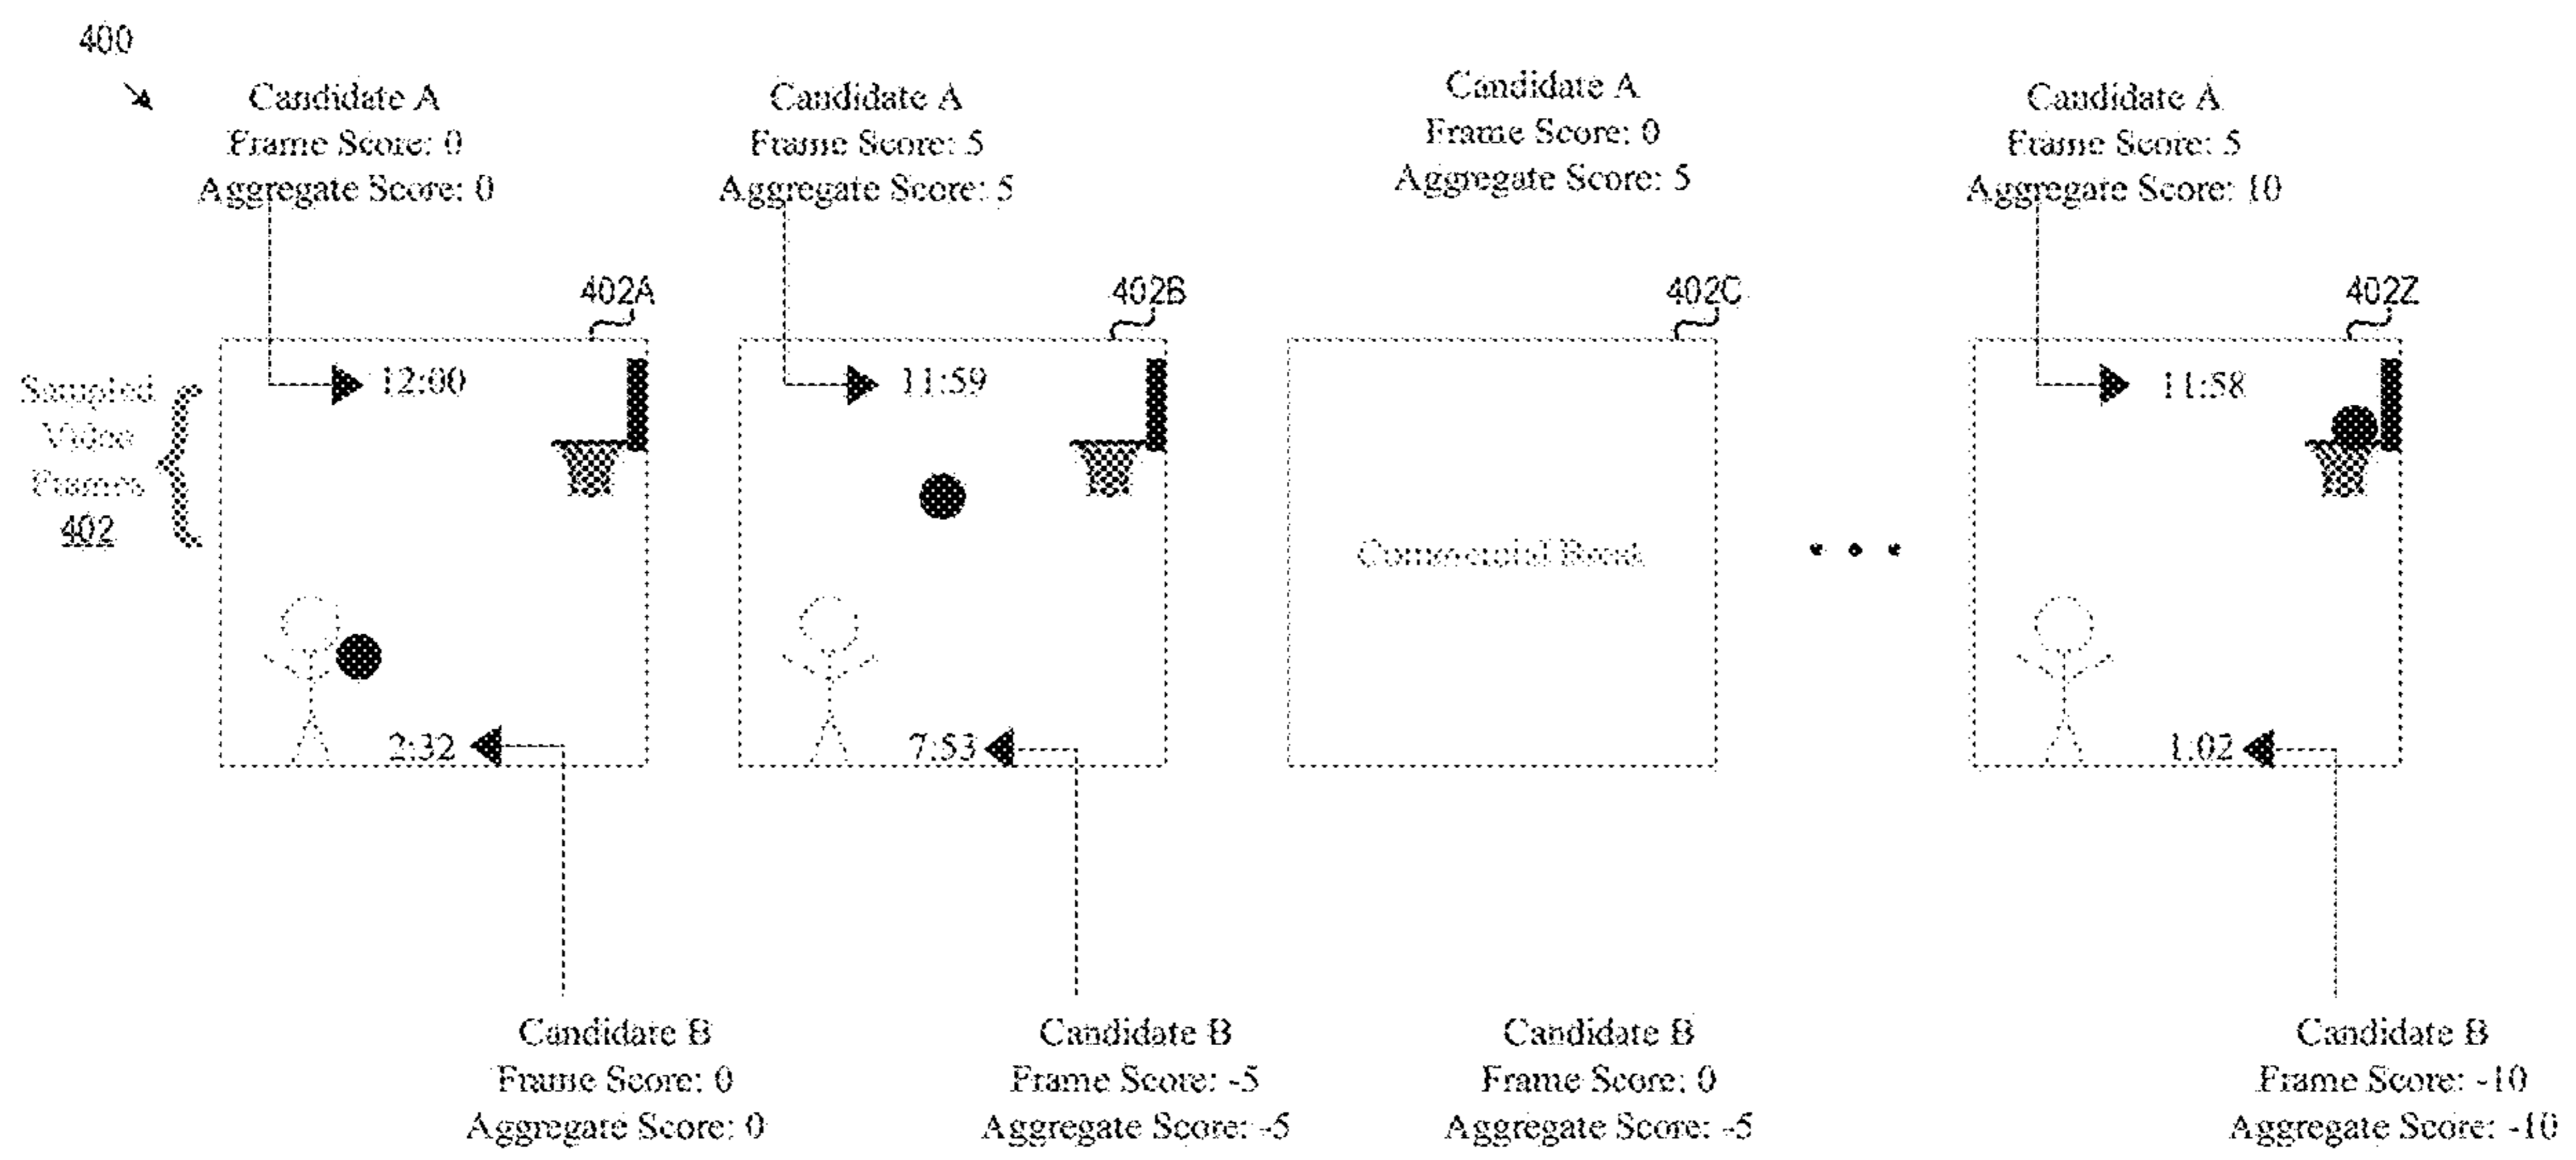 400
Candidate A
Frame Score: 0
Aggregate Score: 0
Candidate A
Frame Score: 5
Aggregate Score: 5
Candidate A
Frame Score: 0
Aggregate Score: 5
Candidate A
Frame Score: 5
Aggregate Score: 10
402A
402B
402C
402Z
Sampled
Video
Frames
402
12:00
11:59
11:58
Commercial Break
2:32
7:53
1:02
Candidate B
Frame Score: 0
Aggregate Score: 0
Candidate B
Frame Score: -5
Aggregate Score: -5
Candidate B
Frame Score: 0
Aggregate Score: -5
Candidate B
Frame Score: -10
Aggregate Score: -10